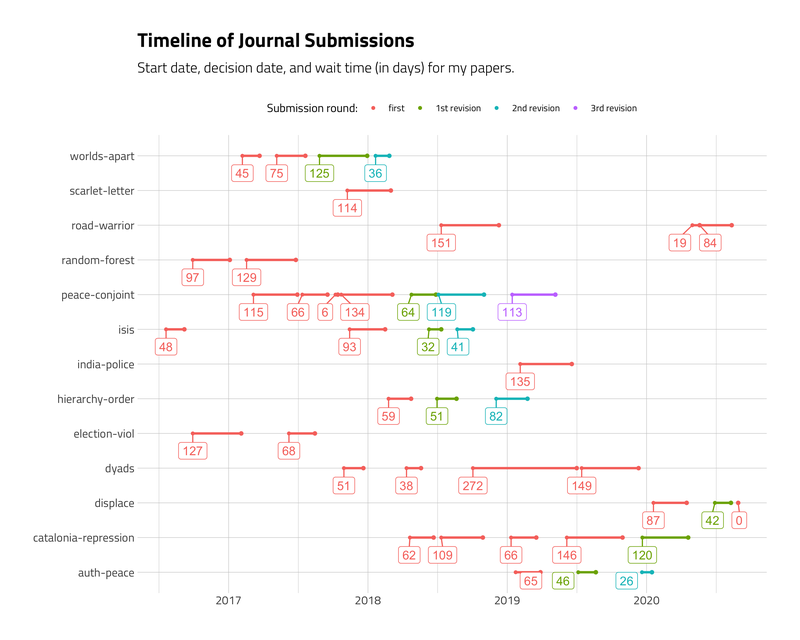 Timeline of Journal Submissions
Start date, decision date, and wait time (in days) for my papers.
Submission round: first 1st revision 2nd revision 3rd revision
worlds-apart
45 75 125 36
scarlet-letter
114
road-warrior
151 19 84
random-forest
97 129
peace-conjoint
115 66 6 134 64 119 113
isis
48 93 32 41
india-police
135
hierarchy-order
59 51 82
election-viol
127 68
dyads
51 38 272 149
displace
87 42 0
catalonia-repression
62 109 66 146 120
auth-peace
65 46 26
2017 2018 2019 2020